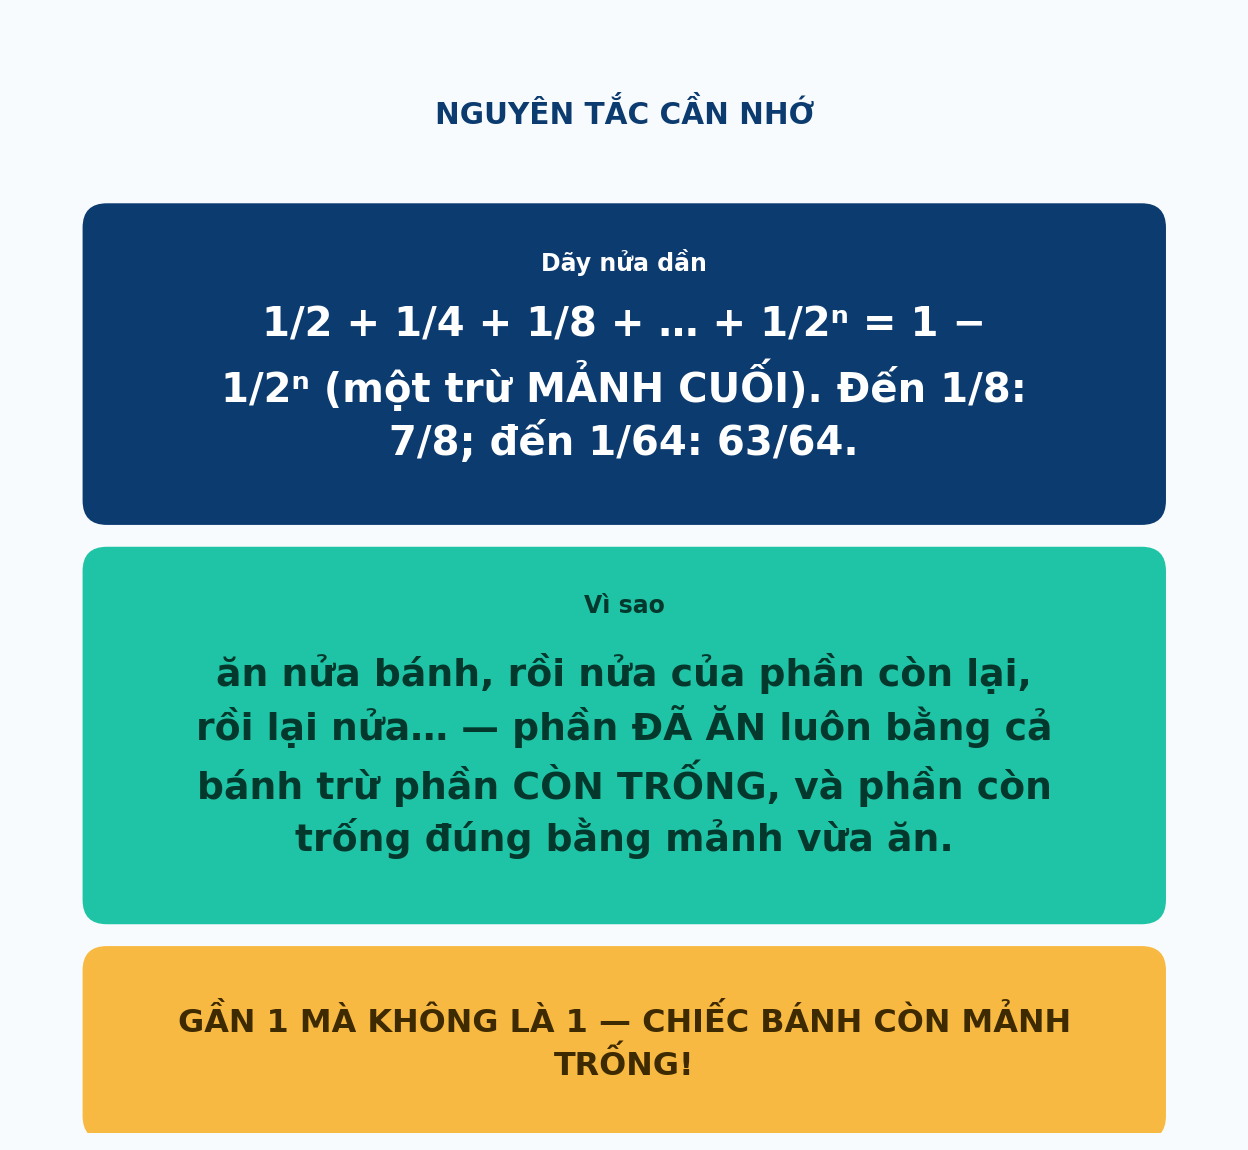 NGUYÊN TẮC CẦN NHỚ
Dãy nửa dần
1/2 + 1/4 + 1/8 + … + 1/2ⁿ = 1 −
1/2ⁿ (một trừ MẢNH CUỐI). Đến 1/8:
7/8; đến 1/64: 63/64.
Vì sao
ăn nửa bánh, rồi nửa của phần còn lại,
rồi lại nửa… — phần ĐÃ ĂN luôn bằng cả
bánh trừ phần CÒN TRỐNG, và phần còn
trống đúng bằng mảnh vừa ăn.
GẦN 1 MÀ KHÔNG LÀ 1 — CHIẾC BÁNH CÒN MẢNH
TRỐNG!